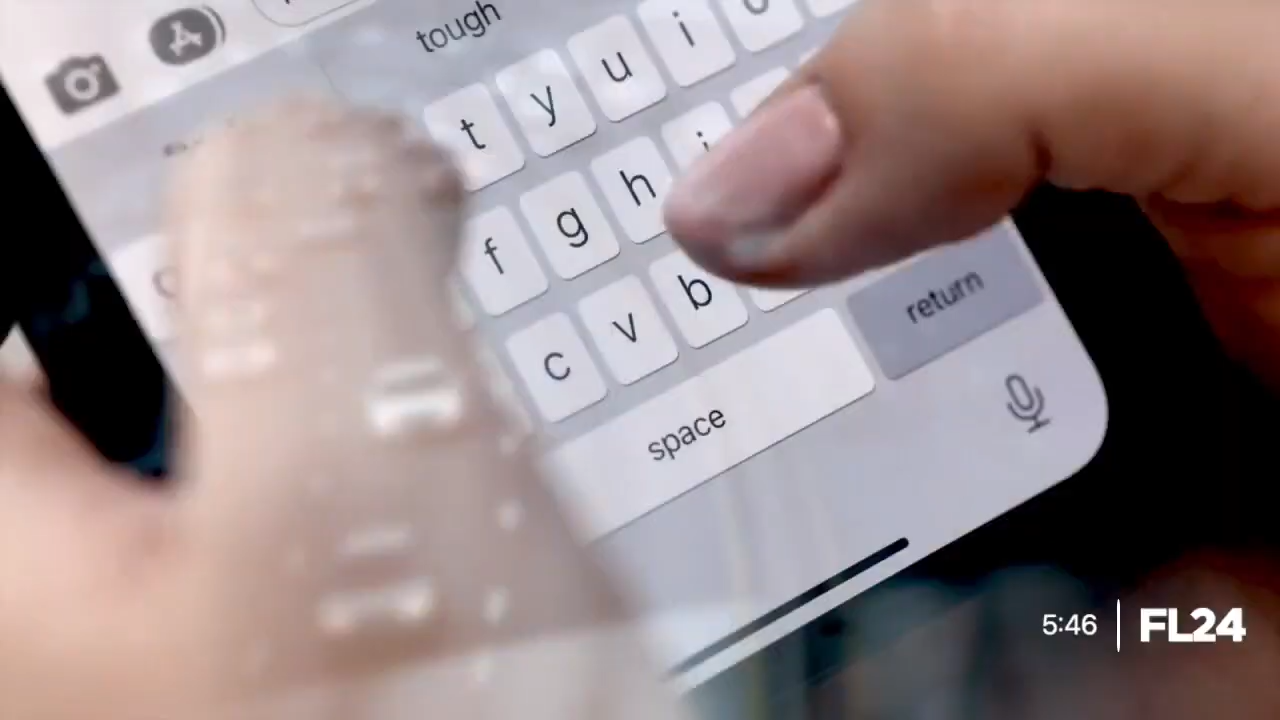 tough
t y u i
f g h j
c v b
space return
5:46 FL24